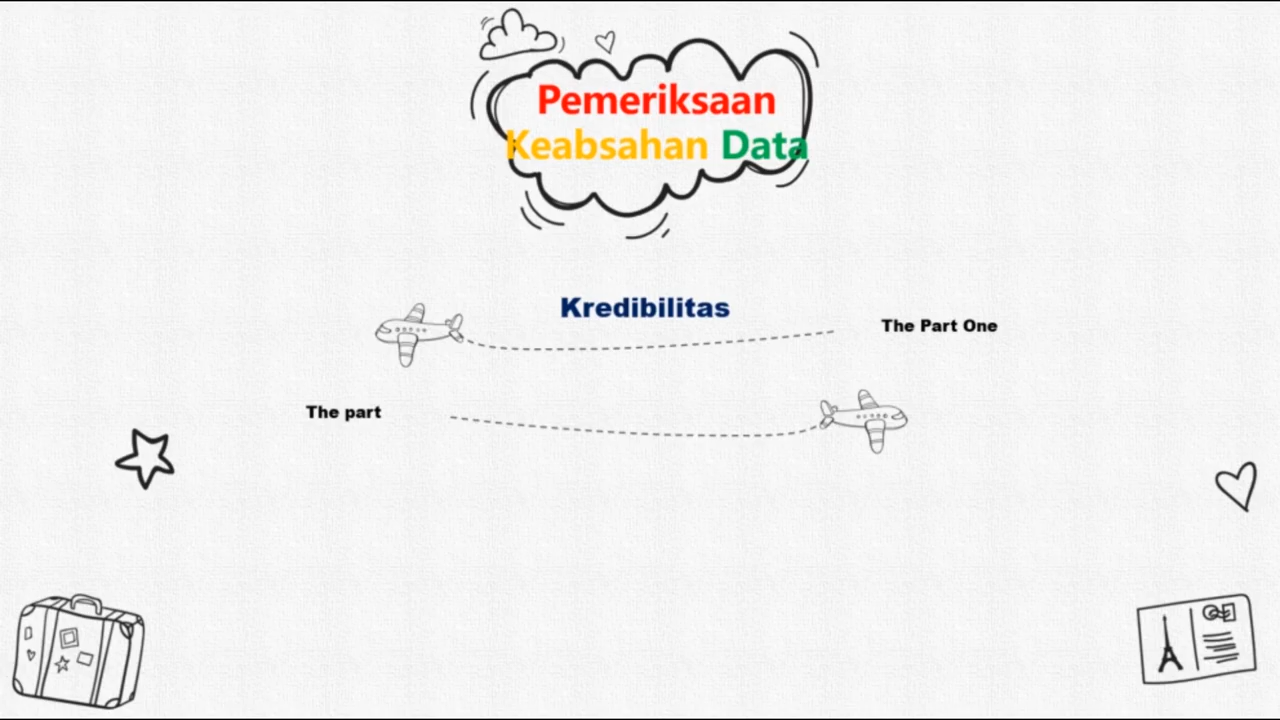 Pemeriksaan
Keabsahan Data
Kredibilitas
The Part One
The part